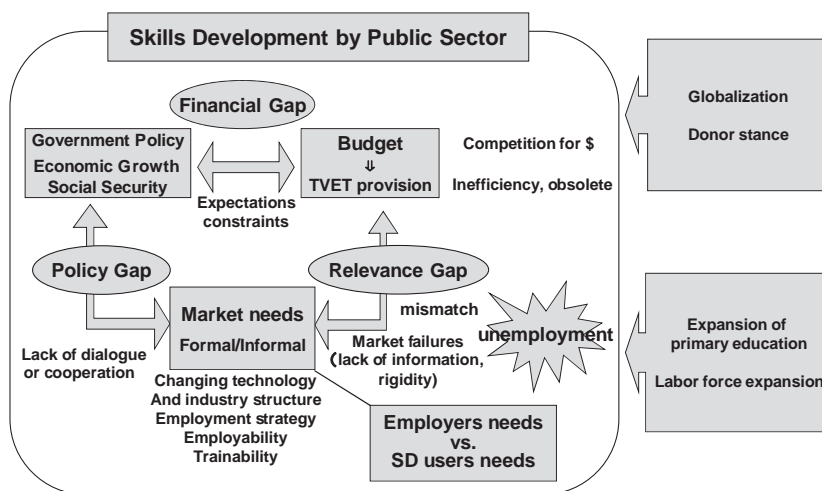 Skills Development by Public Sector
Financial Gap
Government Policy
Economic Growth
Social Security
Expectations
constraints
Budget
⇓
TVET provision
Competition for $
Inefficiency, obsolete
Globalization
Donor stance
Policy Gap
Lack of dialogue
or cooperation
Market needs
Formal/Informal
Changing technology
And industry structure
Employment strategy
Employability
Trainability
Relevance Gap
mismatch
Market failures
(lack of information,
rigidity)
unemployment
Employers needs
vs.
SD users needs
Expansion of
primary education
Labor force expansion